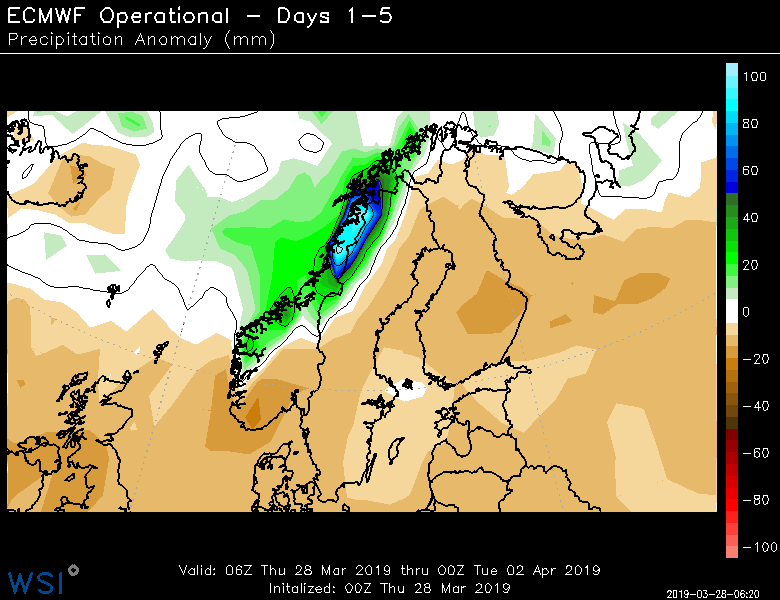 ECMWF Operational - Days 1-5
Precipitation Anomaly (mm)
100
80
60
40
20
0
-20
-40
-60
-80
-100
Valid: 06Z Thu 28 Mar 2019 thru 00Z Tue 02 Apr 2019
Initalized: 00Z Thu 28 Mar 2019
WSI
2019-03-28-06:20